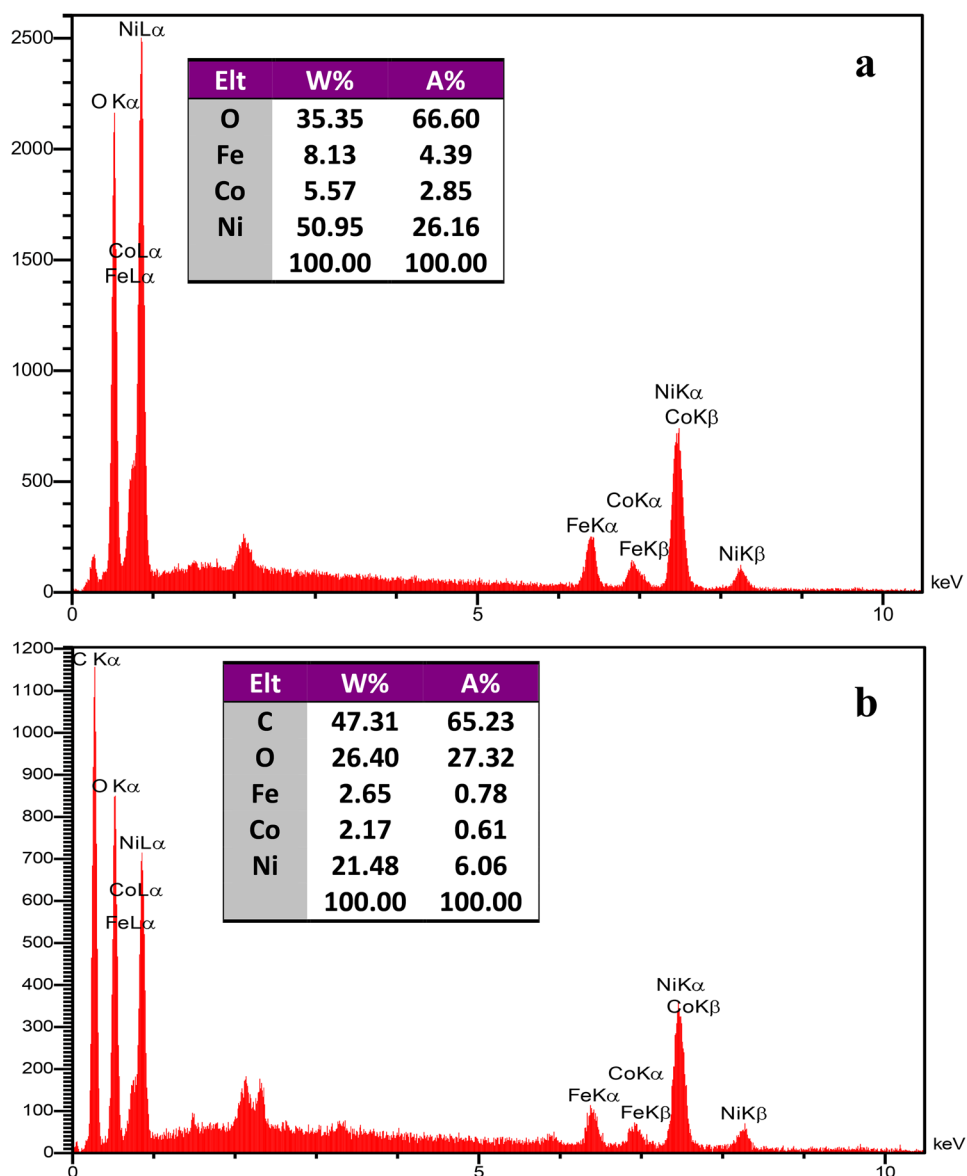 a
2500
2000
1500
1000
500
0
NiLα
O Kα
CoLα
FeLα
Elt W% A%
O 35.35 66.60
Fe 8.13 4.39
Co 5.57 2.85
Ni 50.95 26.16
100.00 100.00
NiKα
CoKβ
CoKα
FeKα
FeKβ
NiKβ
0 5 10 keV
b
1200
1100
1000
900
800
700
600
500
400
300
200
100
0
C Kα
O Kα
NiLα
CoLα
FeLα
Elt W% A%
C 47.31 65.23
O 26.40 27.32
Fe 2.65 0.78
Co 2.17 0.61
Ni 21.48 6.06
100.00 100.00
NiKα
CoKβ
CoKα
FeKα
FeKβ
NiKβ
0 5 10 keV